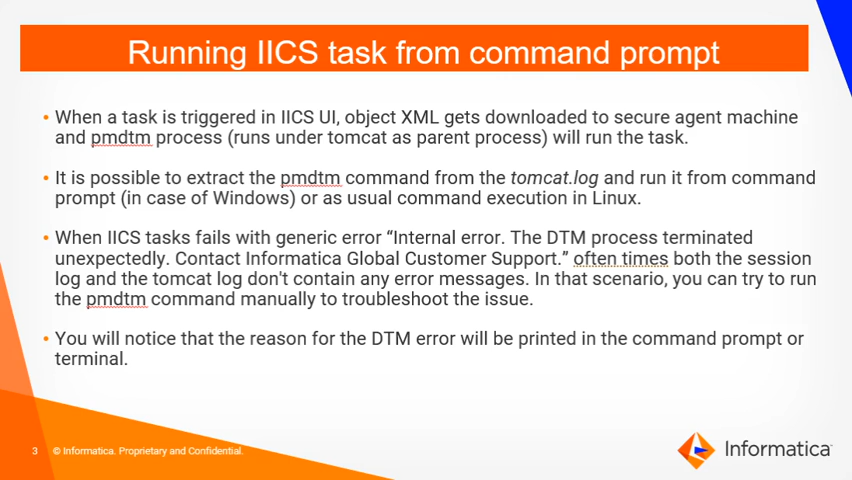 Running IICS task from command prompt
• When a task is triggered in IICS UI, object XML gets downloaded to secure agent machine
and pmdtm process (runs under tomcat as parent process) will run the task.
• It is possible to extract the pmdtm command from the tomcat.log and run it from command
prompt (in case of Windows) or as usual command execution in Linux.
• When IICS tasks fails with generic error “Internal error. The DTM process terminated
unexpectedly. Contact Informatica Global Customer Support.” often times both the session
log and the tomcat log don't contain any error messages. In that scenario, you can try to run
the pmdtm command manually to troubleshoot the issue.
• You will notice that the reason for the DTM error will be printed in the command prompt or
terminal.
3 © Informatica. Proprietary and Confidential.
Informatica